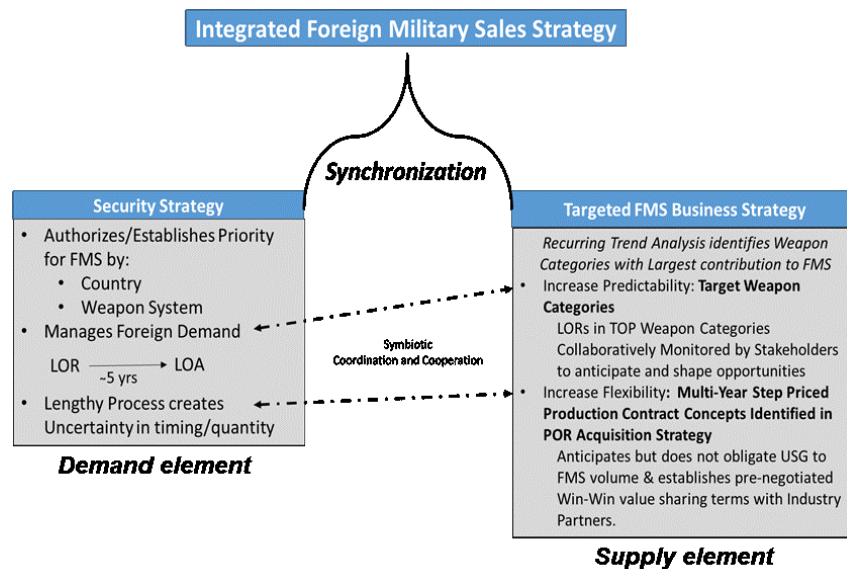 Integrated Foreign Military Sales Strategy
Synchronization
Security Strategy
• Authorizes/Establishes Priority
for FMS by:
• Country
• Weapon System
• Manages Foreign Demand
LOR LOA
~5 yrs
• Lengthy Process creates
Uncertainty in timing/quantity
Demand element
Symbiotic
Coordination and Cooperation
Targeted FMS Business Strategy
Recurring Trend Analysis identifies Weapon
Categories with Largest contribution to FMS
• Increase Predictability: Target Weapon
Categories
LORs in TOP Weapon Categories
Collaboratively Monitored by Stakeholders
to anticipate and shape opportunities
• Increase Flexibility: Multi-Year Step Priced
Production Contract Concepts Identified in
POR Acquisition Strategy
Anticipates but does not obligate USG to
FMS volume & establishes pre-negotiated
Win-Win value sharing terms with Industry
Partners.
Supply element